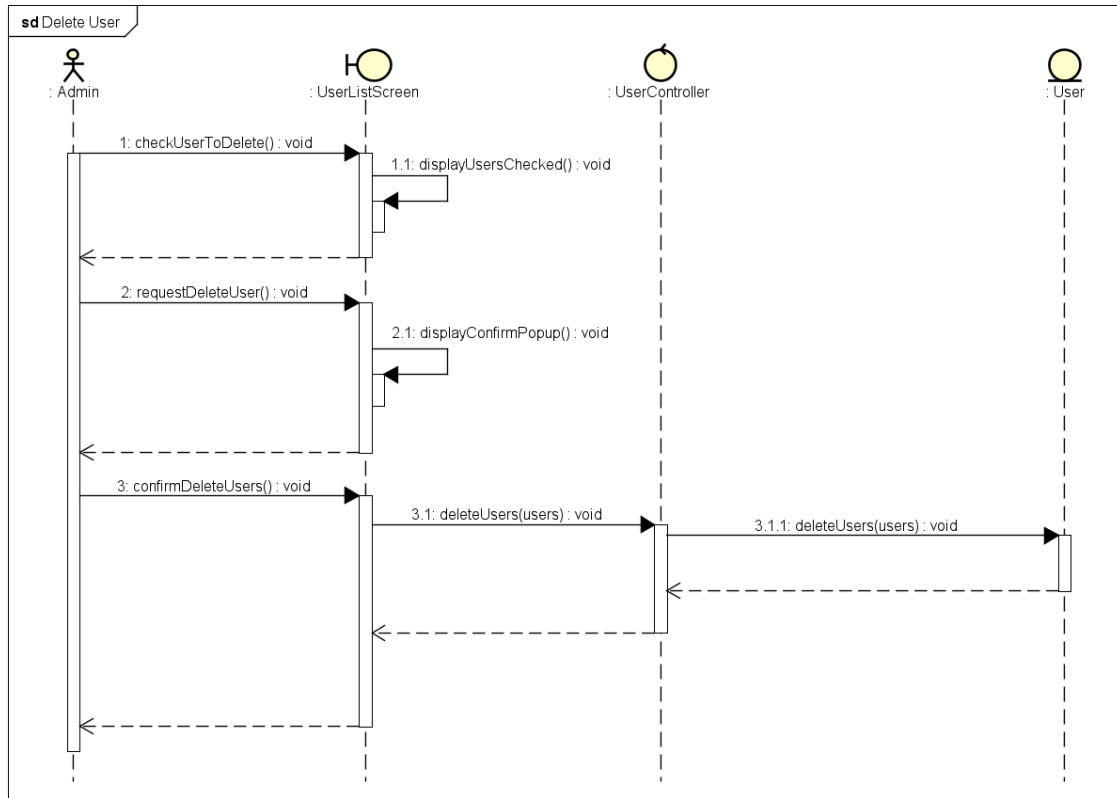 sd Delete User
: Admin
: UserListScreen
: UserController
: User
1: checkUserToDelete() : void
1.1: displayUsersChecked() : void
2: requestDeleteUser() : void
2.1: displayConfirmPopup() : void
3: confirmDeleteUsers() : void
3.1: deleteUsers(users) : void
3.1.1: deleteUsers(users) : void